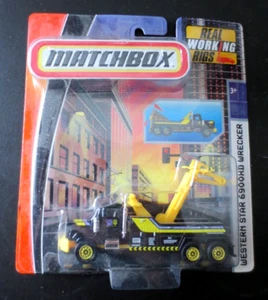 MATCHBOX
REAL
WORKING
RIGS
3+
WESTERN STAR 6900HD WRECKER